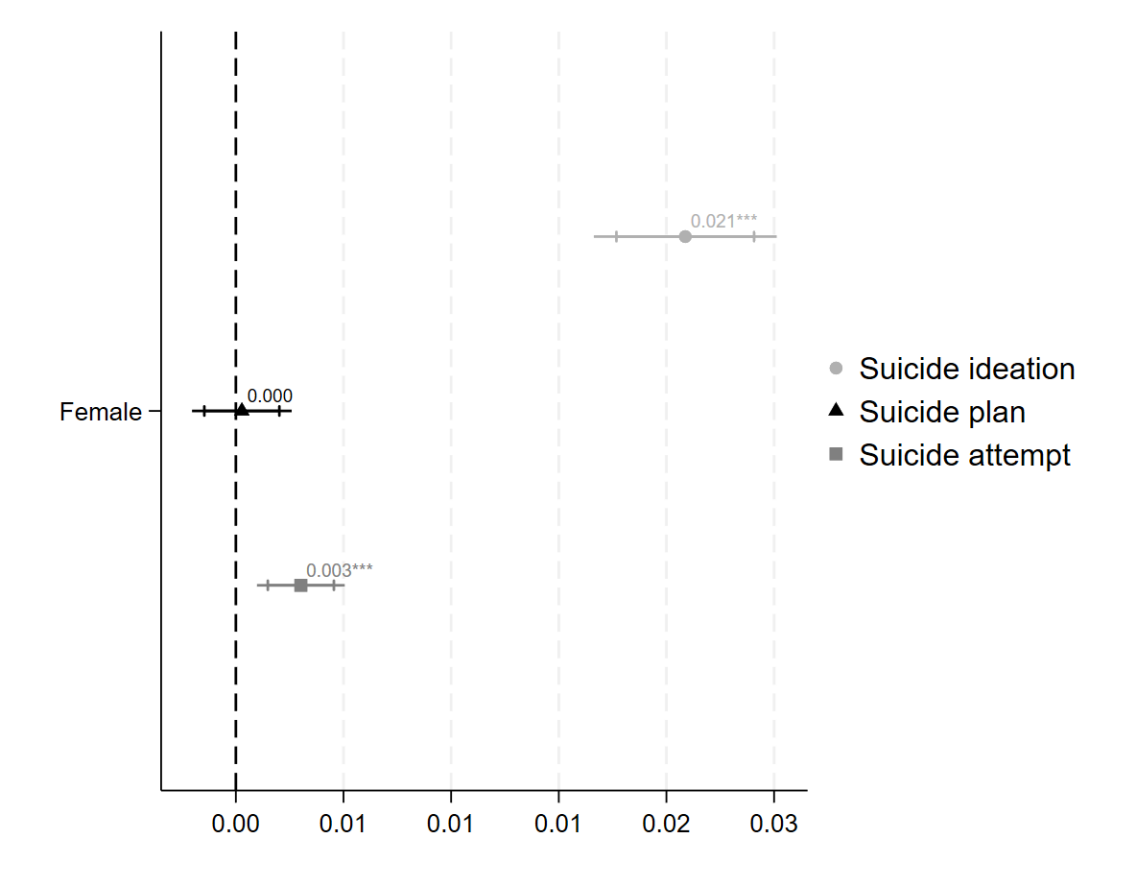 0.021***
Suicide ideation
0.000
Female
Suicide plan
Suicide attempt
0.003***
0.00 0.01 0.01 0.01 0.02 0.03